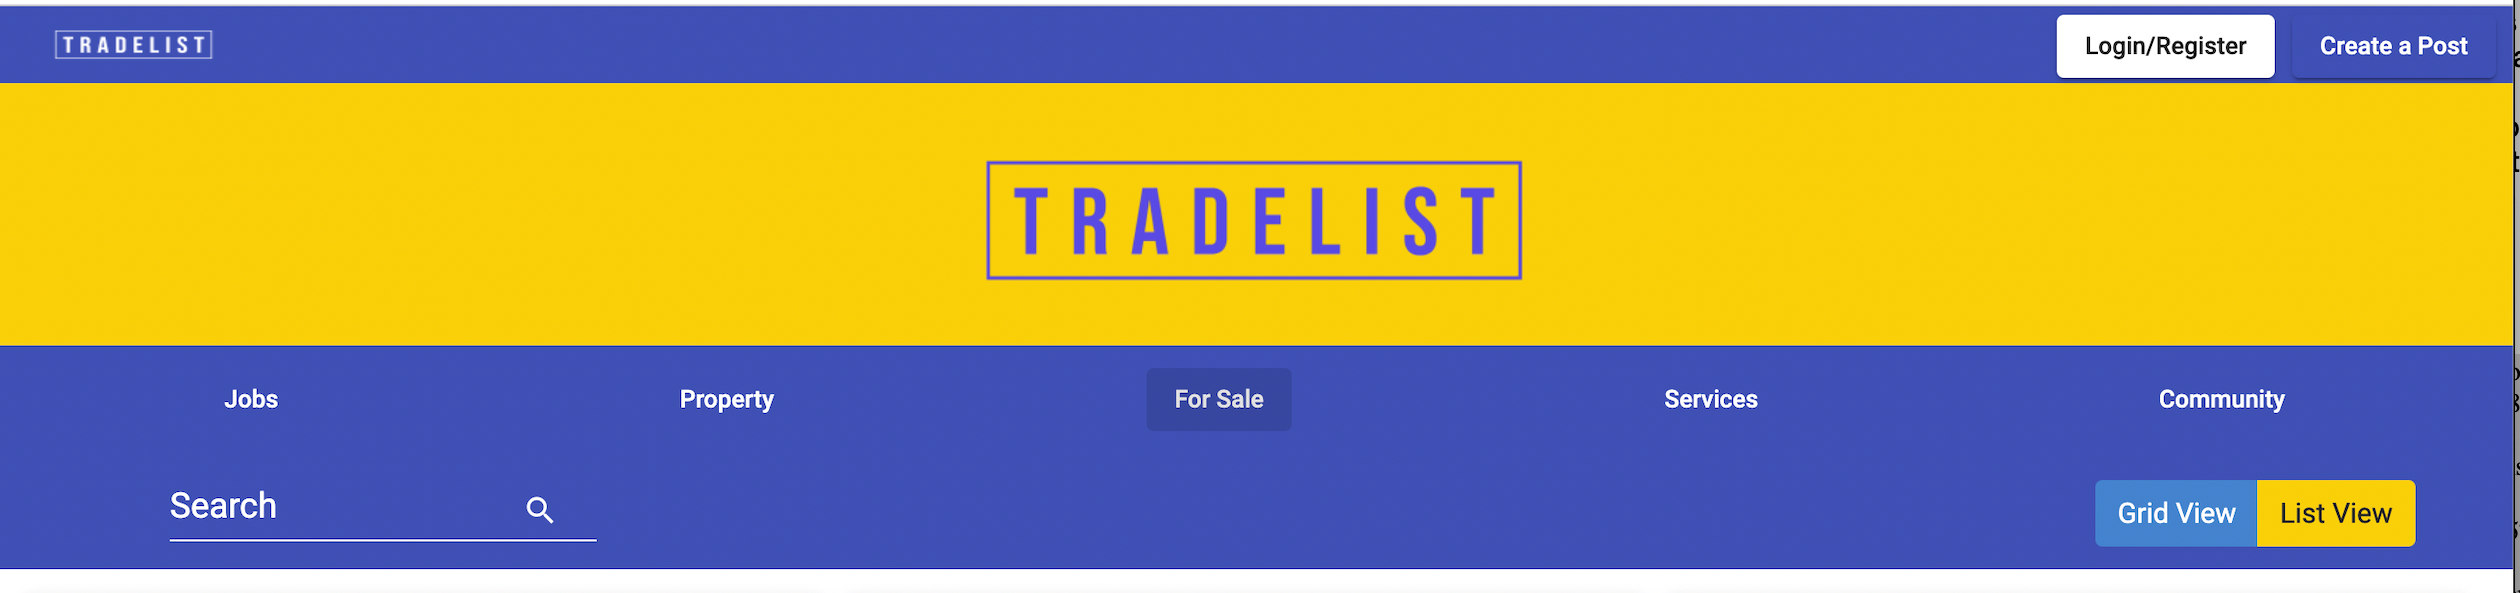 TRADELIST
Login/Register
Create a Post
TRADELIST
Jobs
Property
For Sale
Services
Community
Search
Grid View
List View